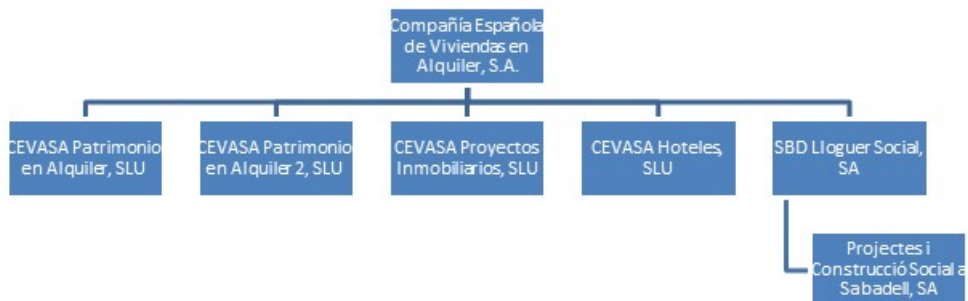 Compañía Española
de Viviendas en
Alquiler, S.A.
CEVASA Patrimonio
en Alquiler, SLU
CEVASA Patrimonio
en Alquiler 2, SLU
CEVASA Proyectos
Inmobiliarios, SLU
CEVASA Hoteles,
SLU
SBD Lloguer Social,
SA
Projectes i
Construcció Social a
Sabadell, SA